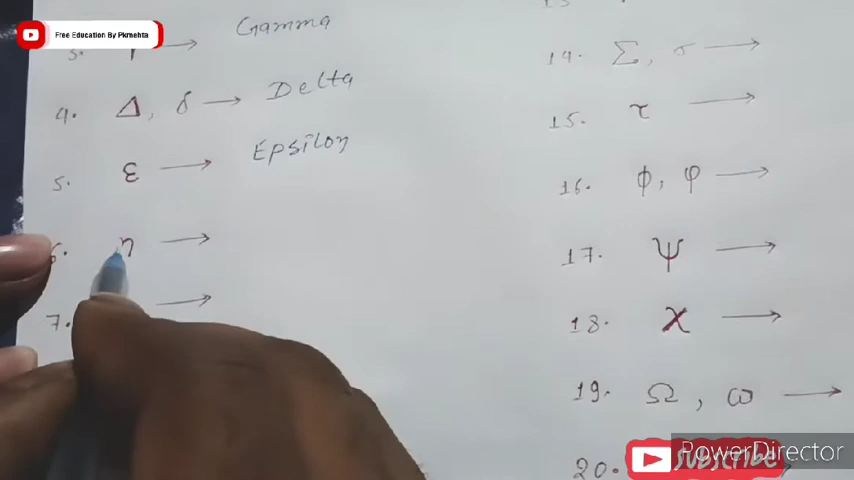 Free Education By Pkmehta
3. → Gamma
4. Δ, δ → Delta
5. ε → Epsilon
6. η →
7. →
14. Σ, σ →
15. τ →
16. ϕ, φ →
17. Ψ →
18. χ →
19. Ω, ω →
20.
PowerDirector
SUBSCRIBE